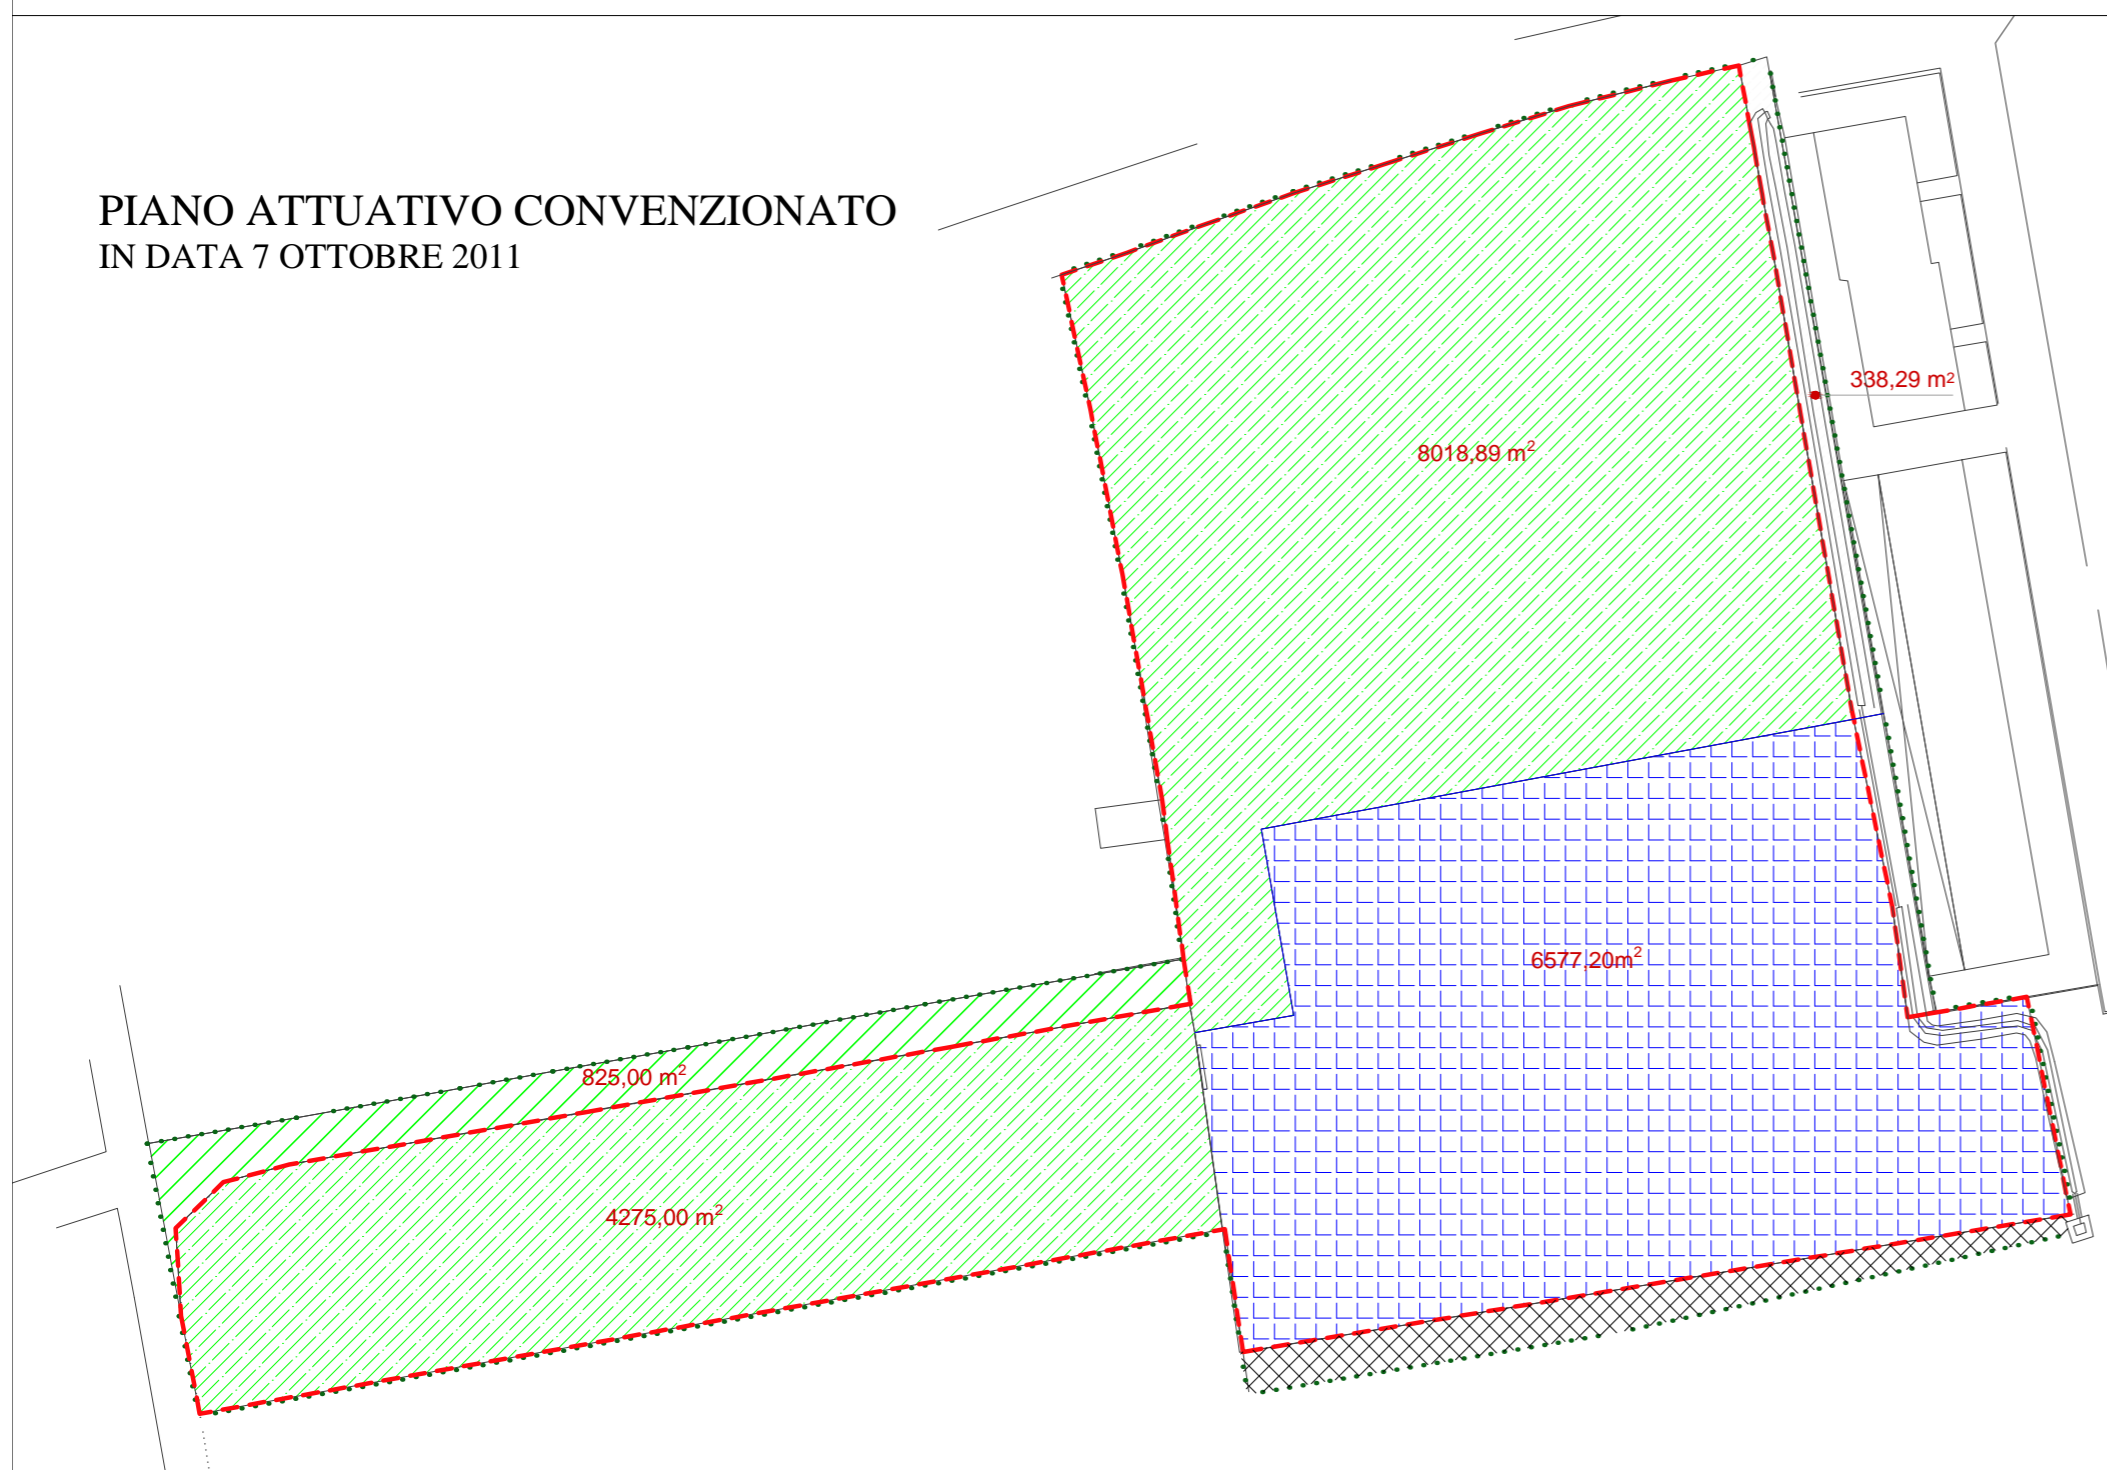 PIANO ATTUATIVO CONVENZIONATO
IN DATA 7 OTTOBRE 2011
338,29 m²
8018,89 m²
6577,20m²
825,00 m²
4275,00 m²